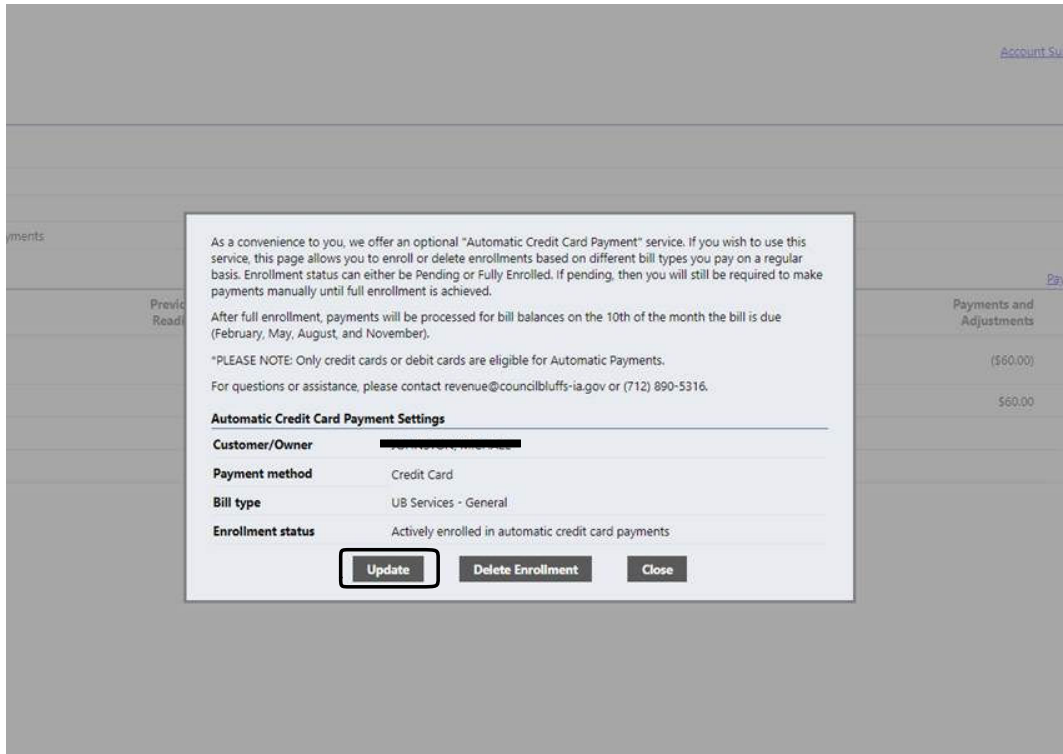 Account Su
yments
As a convenience to you, we offer an optional "Automatic Credit Card Payment" service. If you wish to use this
service, this page allows you to enroll or delete enrollments based on different bill types you pay on a regular
basis. Enrollment status can either be Pending or Fully Enrolled. If pending, then you will still be required to make
payments manually until full enrollment is achieved.
After full enrollment, payments will be processed for bill balances on the 10th of the month the bill is due
(February, May, August, and November).
*PLEASE NOTE: Only credit cards or debit cards are eligible for Automatic Payments.
For questions or assistance, please contact revenue@councilbluffs-ia.gov or (712) 890-5316.
Automatic Credit Card Payment Settings
Customer/Owner
Payment method Credit Card
Bill type UB Services - General
Enrollment status Actively enrolled in automatic credit card payments
Update Delete Enrollment Close
Pay
Previo
Readi
Payments and
Adjustments
($60.00)
$60.00